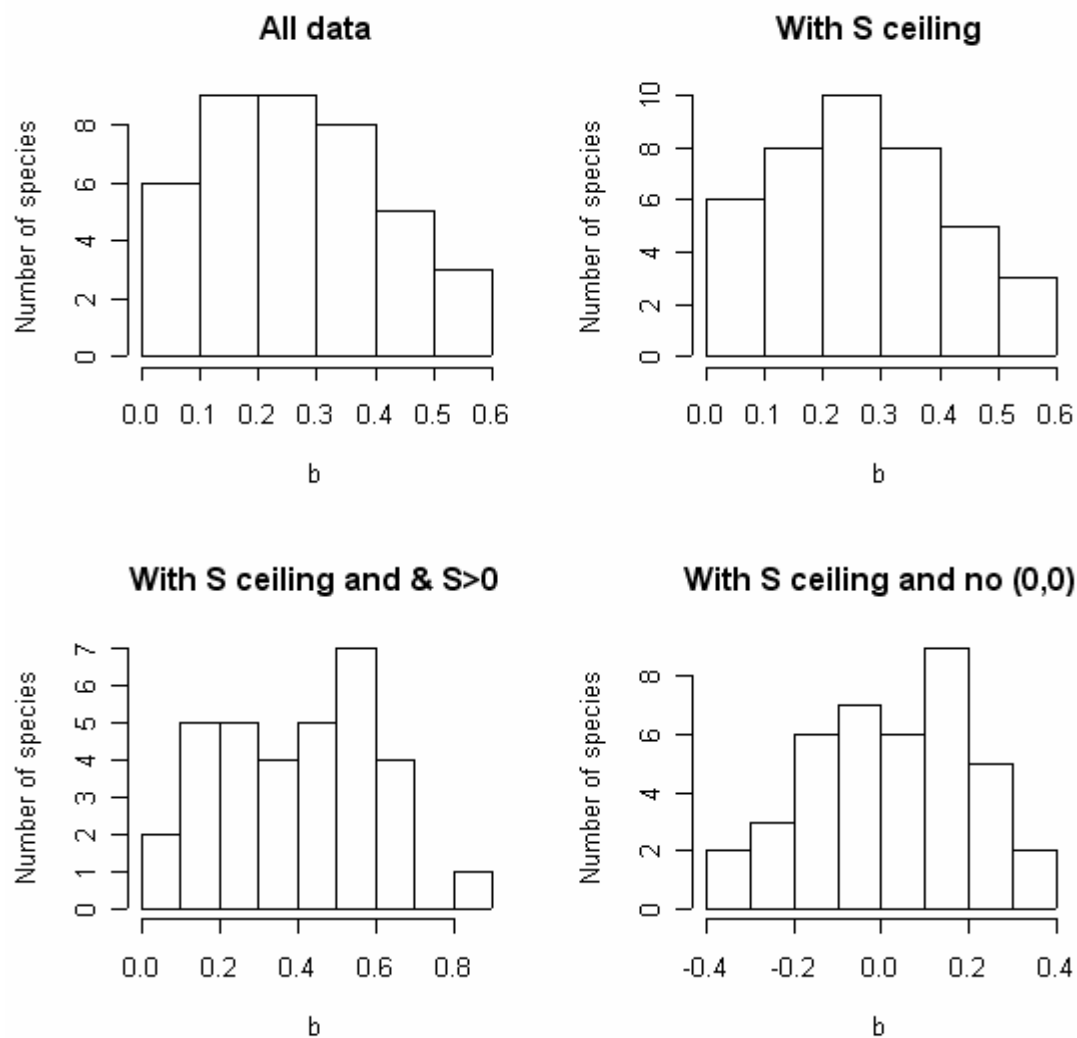 All data
Number of species
8
6
4
2
0
0.0 0.1 0.2 0.3 0.4 0.5 0.6
b
With S ceiling
Number of species
10
8
6
4
2
0
0.0 0.1 0.2 0.3 0.4 0.5 0.6
b
With S ceiling and & S>0
Number of species
7
6
5
4
3
2
1
0
0.0 0.2 0.4 0.6 0.8
b
With S ceiling and no (0,0)
Number of species
8
6
4
2
0
-0.4 -0.2 0.0 0.2 0.4
b